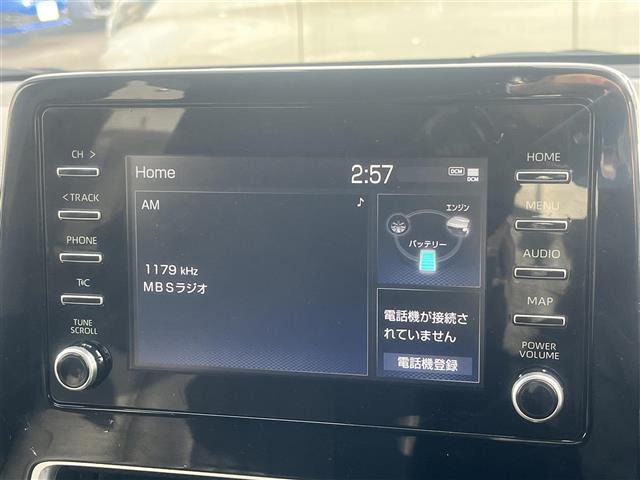 CH >
< TRACK
PHONE
T&C
TUNE
SCROLL
Home
2:57
DCM
DCM
AM
1179 kHz
MBSラジオ
エンジン
バッテリー
電話機が接続さ
れていません
電話機登録
HOME
MENU
AUDIO
MAP
POWER
VOLUME